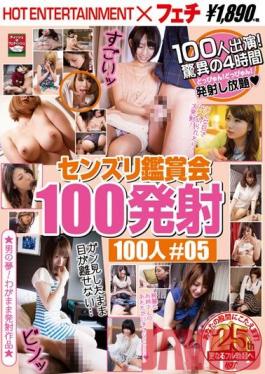 HOT ENTERTAINMENT×フェチ ¥1,890
すごいッ
100人出演!
驚異の4時間
どっぴゅん!どっぴゅん!
発射し放題♥
センズリ鑑賞会
100発射
100人 #05
ガン見したまま
目が離せない…
ビンッ
★男の夢!わがまま発射作品★
25th
HOT